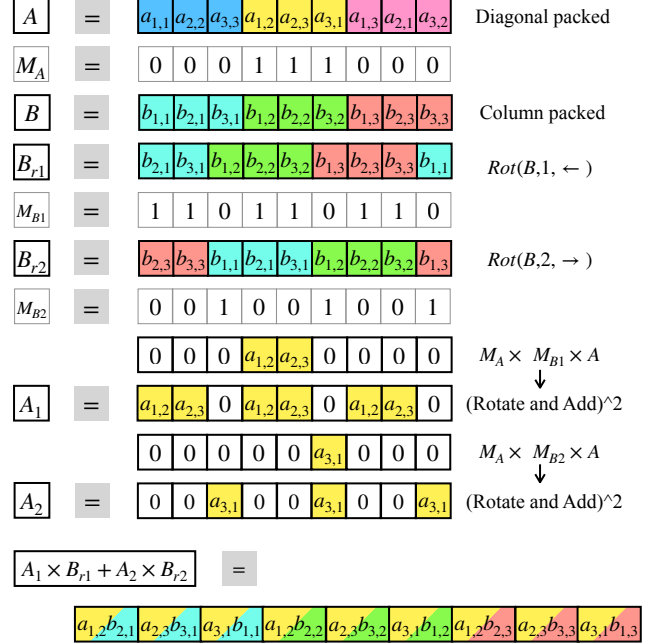 A = a1,1 a2,2 a3,3 a1,2 a2,3 a3,1 a1,3 a2,1 a3,2 Diagonal packed
MA = 0 0 0 1 1 1 0 0 0
B = b1,1 b2,1 b3,1 b1,2 b2,2 b3,2 b1,3 b2,3 b3,3 Column packed
Br1 = b2,1 b3,1 b1,2 b2,2 b3,2 b1,3 b2,3 b3,3 b1,1 Rot(B,1, ← )
MB1 = 1 1 0 1 1 0 1 1 0
Br2 = b2,3 b3,3 b1,1 b2,1 b3,1 b1,2 b2,2 b3,2 b1,3 Rot(B,2, → )
MB2 = 0 0 1 0 0 1 0 0 1
0 0 0 a1,2 a2,3 0 0 0 0 MA × MB1 × A
A1 = a1,2 a2,3 0 a1,2 a2,3 0 a1,2 a2,3 0 (Rotate and Add)^2
0 0 0 0 0 a3,1 0 0 0 MA × MB2 × A
A2 = 0 0 a3,1 0 0 a3,1 0 0 a3,1 (Rotate and Add)^2
A1 × Br1 + A2 × Br2 =
a1,2b2,1 a2,3b3,1 a3,1b1,1 a1,2b2,2 a2,3b3,2 a3,1b1,2 a1,2b2,3 a2,3b3,3 a3,1b1,3